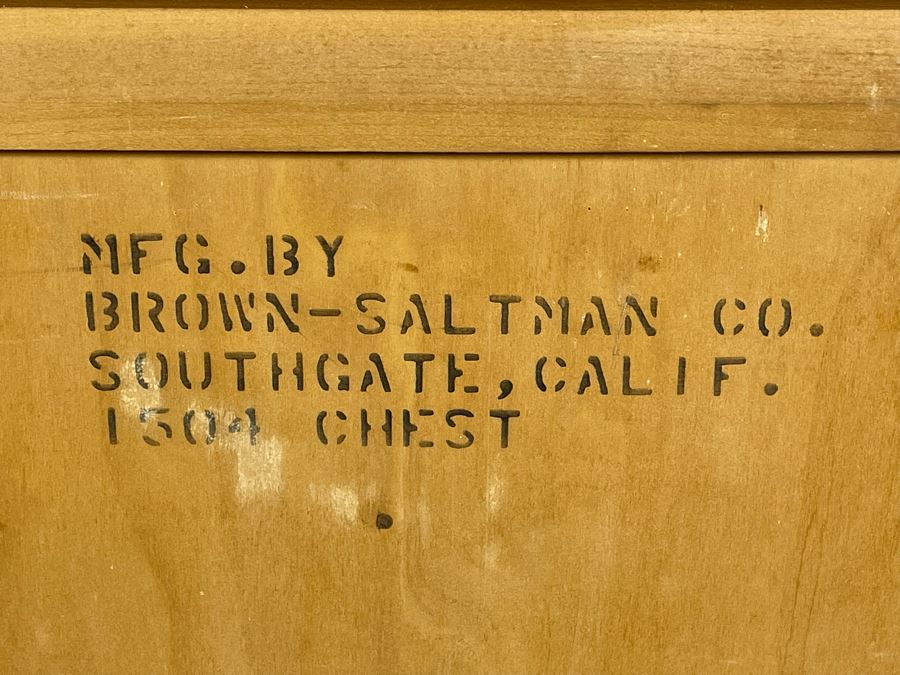 MFG.BY
BROWN-SALTMAN CO.
SOUTHGATE,CALIF.
1504 CHEST